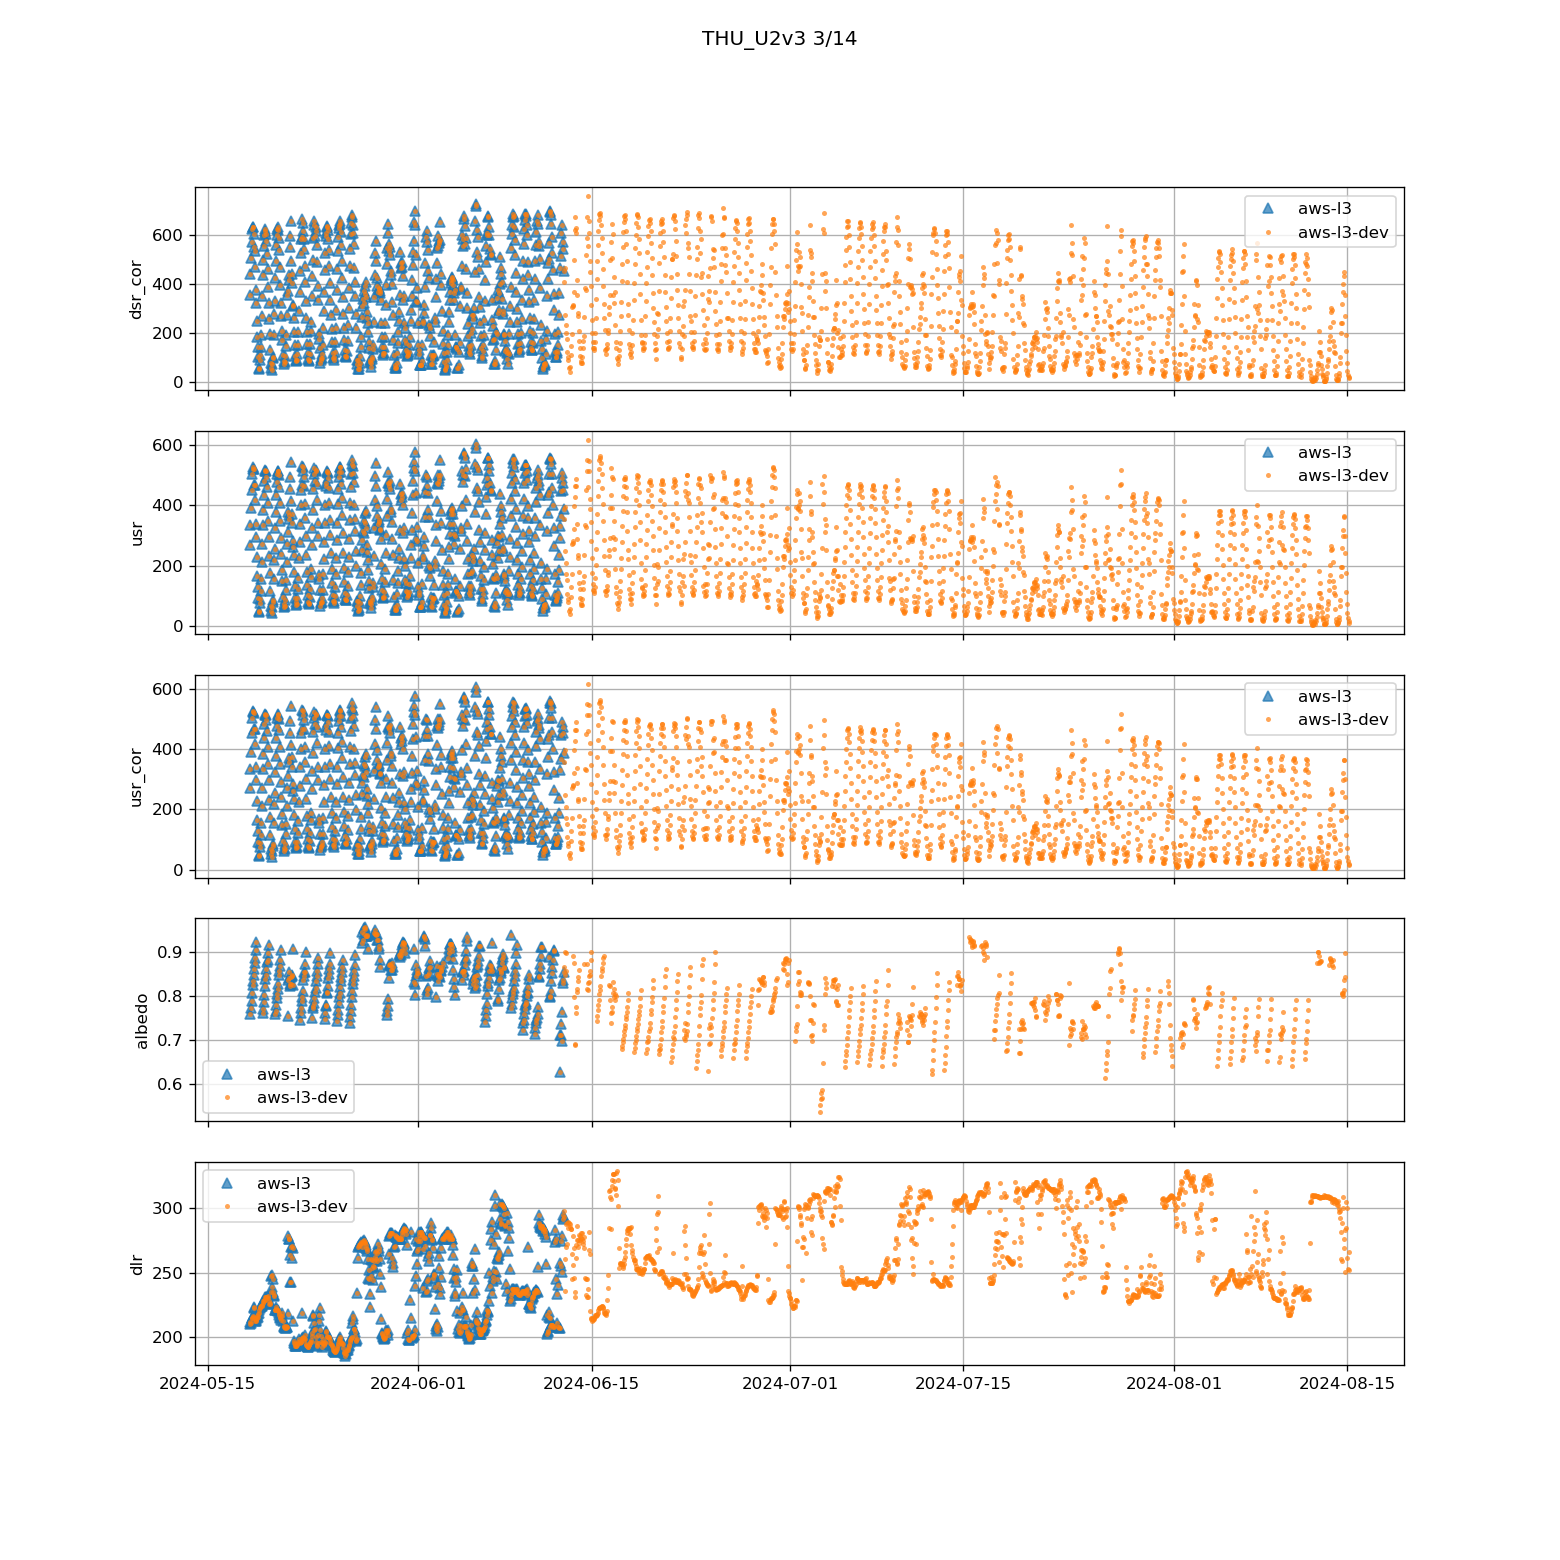 THU_U2v3 3/14
dsr_cor
600
400
200
0
aws-l3
aws-l3-dev
usr
600
400
200
0
aws-l3
aws-l3-dev
usr_cor
600
400
200
0
aws-l3
aws-l3-dev
albedo
0.9
0.8
0.7
0.6
aws-l3
aws-l3-dev
dlr
300
250
200
aws-l3
aws-l3-dev
2024-05-15
2024-06-01
2024-06-15
2024-07-01
2024-07-15
2024-08-01
2024-08-15